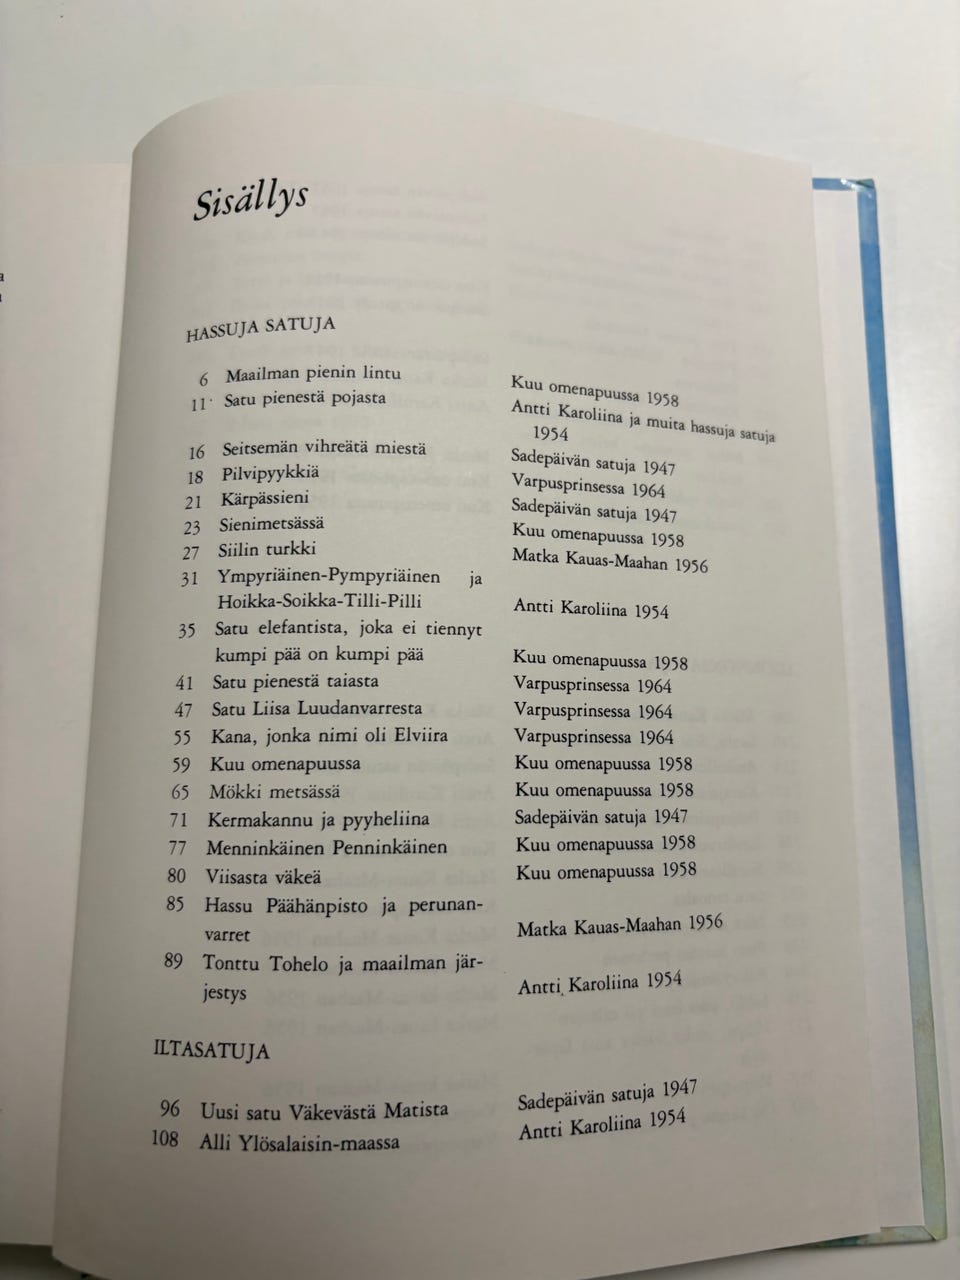 Sisällys
HASSUJA SATUJA
6 Maailman pienin lintu Kuu omenapuussa 1958
11 Satu pienestä pojasta Antti Karoliina ja muita hassuja satuja
1954
16 Seitsemän vihreätä miestä Sadepäivän satuja 1947
18 Pilvipyykkiä Varpusprinsessa 1964
21 Kärpässieni Sadepäivän satuja 1947
23 Sienimetsässä Kuu omenapuussa 1958
27 Siilin turkki Matka Kauas-Maahan 1956
31 Ympyriäinen-Pympyriäinen ja
Hoikka-Soikka-Tilli-Pilli Antti Karoliina 1954
35 Satu elefantista, joka ei tiennyt
kumpi pää on kumpi pää Kuu omenapuussa 1958
41 Satu pienestä taiasta Varpusprinsessa 1964
47 Satu Liisa Luudanvarresta Varpusprinsessa 1964
55 Kana, jonka nimi oli Elviira Varpusprinsessa 1964
59 Kuu omenapuussa Kuu omenapuussa 1958
65 Mökki metsässä Kuu omenapuussa 1958
71 Kermakannu ja pyyheliina Sadepäivän satuja 1947
77 Menninkäinen Penninkäinen Kuu omenapuussa 1958
80 Viisasta väkeä Kuu omenapuussa 1958
85 Hassu Päähänpisto ja perunan-
varret Matka Kauas-Maahan 1956
89 Tonttu Tohelo ja maailman jär-
jestys Antti Karoliina 1954
ILTASATUJA
96 Uusi satu Väkevästä Matista Sadepäivän satuja 1947
108 Alli Ylösalaisin-maassa Antti Karoliina 1954